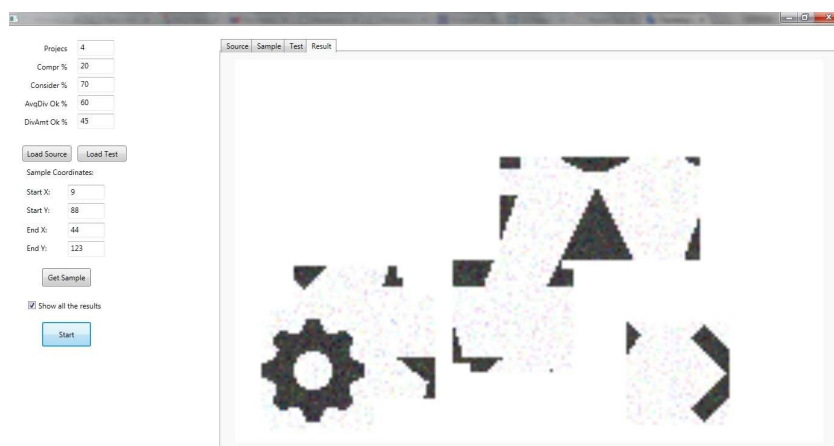 Source Sample Test Result
Projecs 4
Compr % 20
Consider % 70
AvgDiv Ok % 60
DivAmt Ok % 45
Load Source Load Test
Sample Coordinates:
Start X: 9
Start Y: 88
End X: 44
End Y: 123
Get Sample
Show all the results
Start